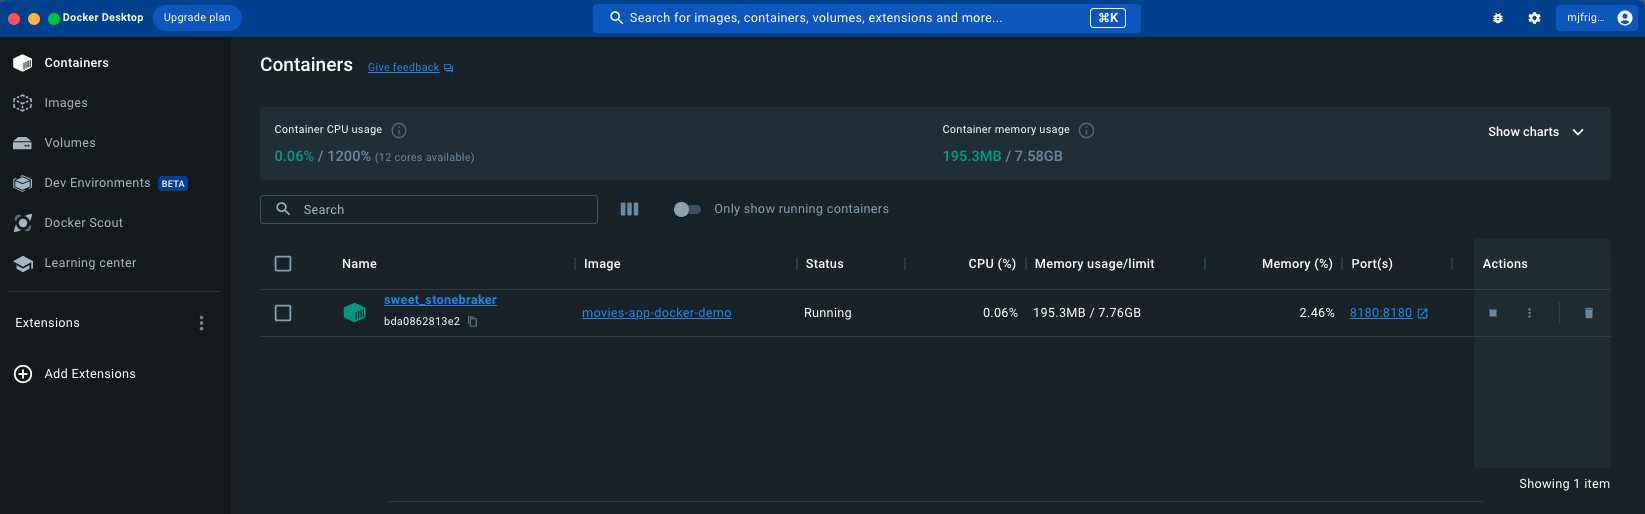 Docker Desktop Upgrade plan Search for images, containers, volumes, extensions and more... ⌘K mjfrig...
Containers
Images
Volumes
Dev Environments BETA
Docker Scout
Learning center
Extensions
Add Extensions
Containers Give feedback
Container CPU usage
0.06% / 1200% (12 cores available)
Container memory usage
195.3MB / 7.58GB
Show charts
Search Only show running containers
Name Image Status CPU (%) Memory usage/limit Memory (%) Port(s) Actions
sweet_stonebraker
bda0862813e2
movies-app-docker-demo Running 0.06% 195.3MB / 7.76GB 2.46% 8180:8180
Showing 1 item